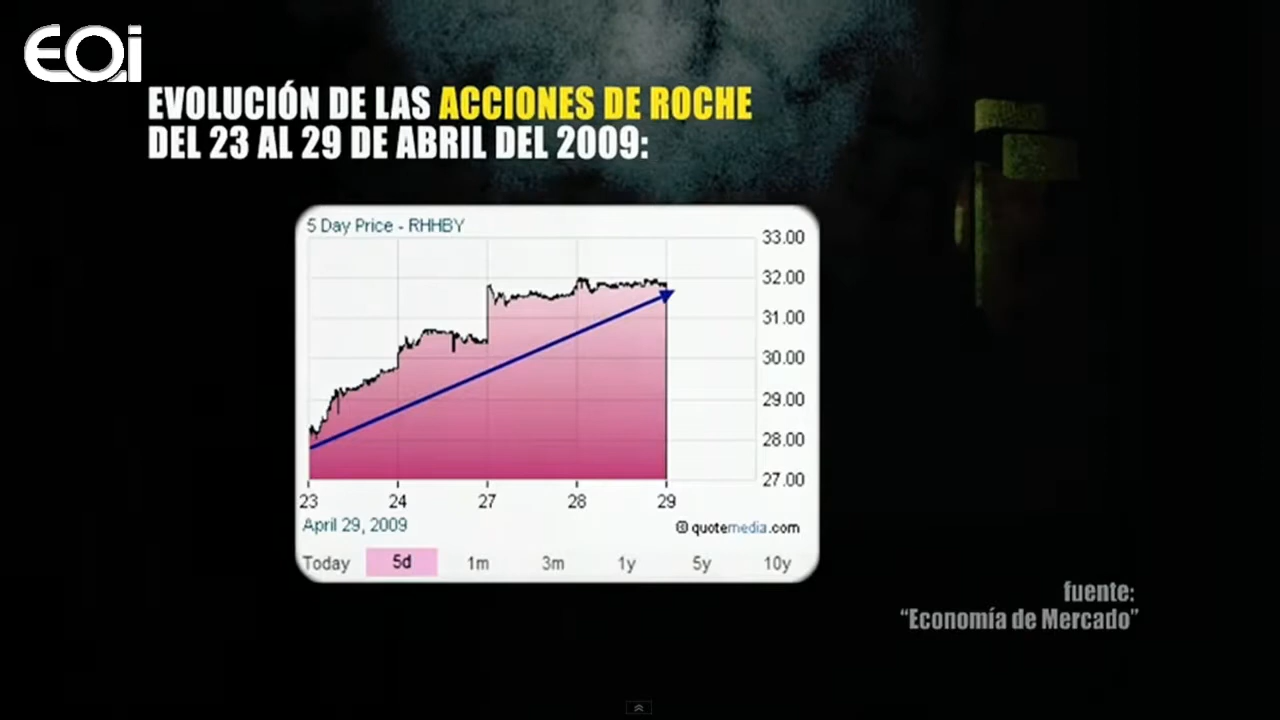 EOi
EVOLUCIÓN DE LAS ACCIONES DE ROCHE
DEL 23 AL 29 DE ABRIL DEL 2009:
5 Day Price - RHHBY
33.00
32.00
31.00
30.00
29.00
28.00
27.00
23 24 27 28 29
April 29, 2009
© quotemedia.com
Today 5d 1m 3m 1y 5y 10y
fuente:
“Economía de Mercado”